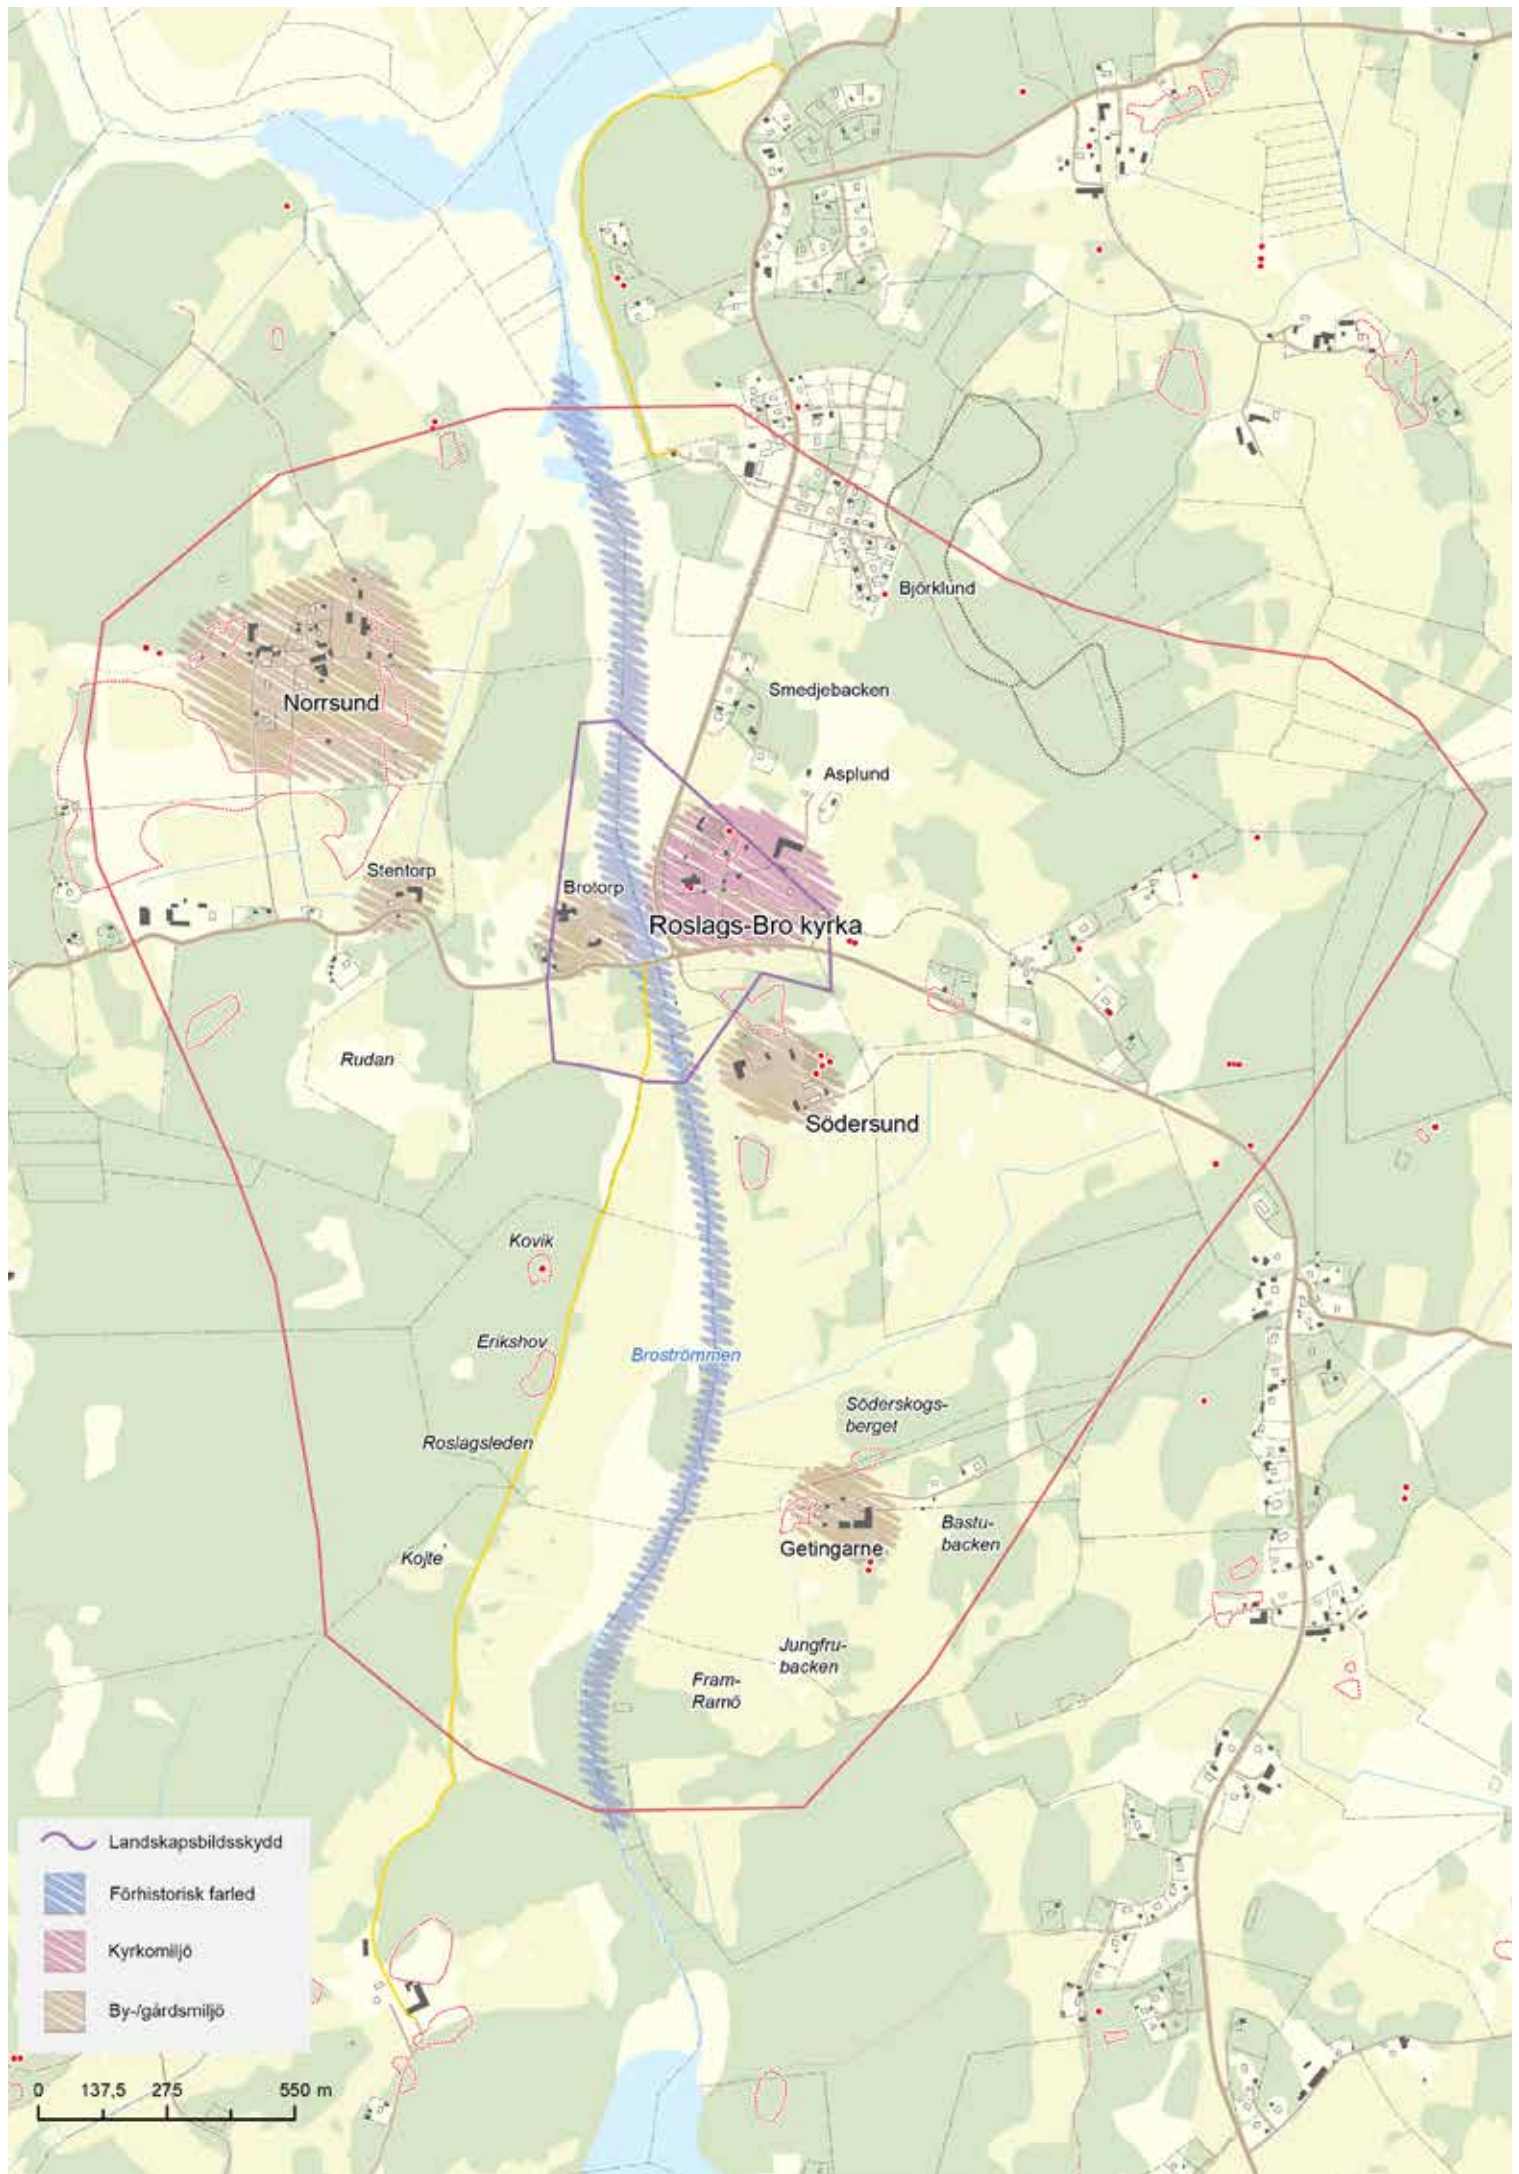 Björklund
Smedjebacken
Norrsund
Asplund
Stentorp
Brotorp
Roslags-Bro kyrka
Rudan
Södersund
Kovik
Erikshov
Broströmmen
Söderskogs-
berget
Roslagsleden
Bastu-
backen
Getingarne
Kojte
Jungfru-
backen
Fram-
Ramö
Landskapsbildsskydd
Förhistorisk farled
Kyrkomiljö
By-/gårdsmiljö
0 137,5 275 550 m